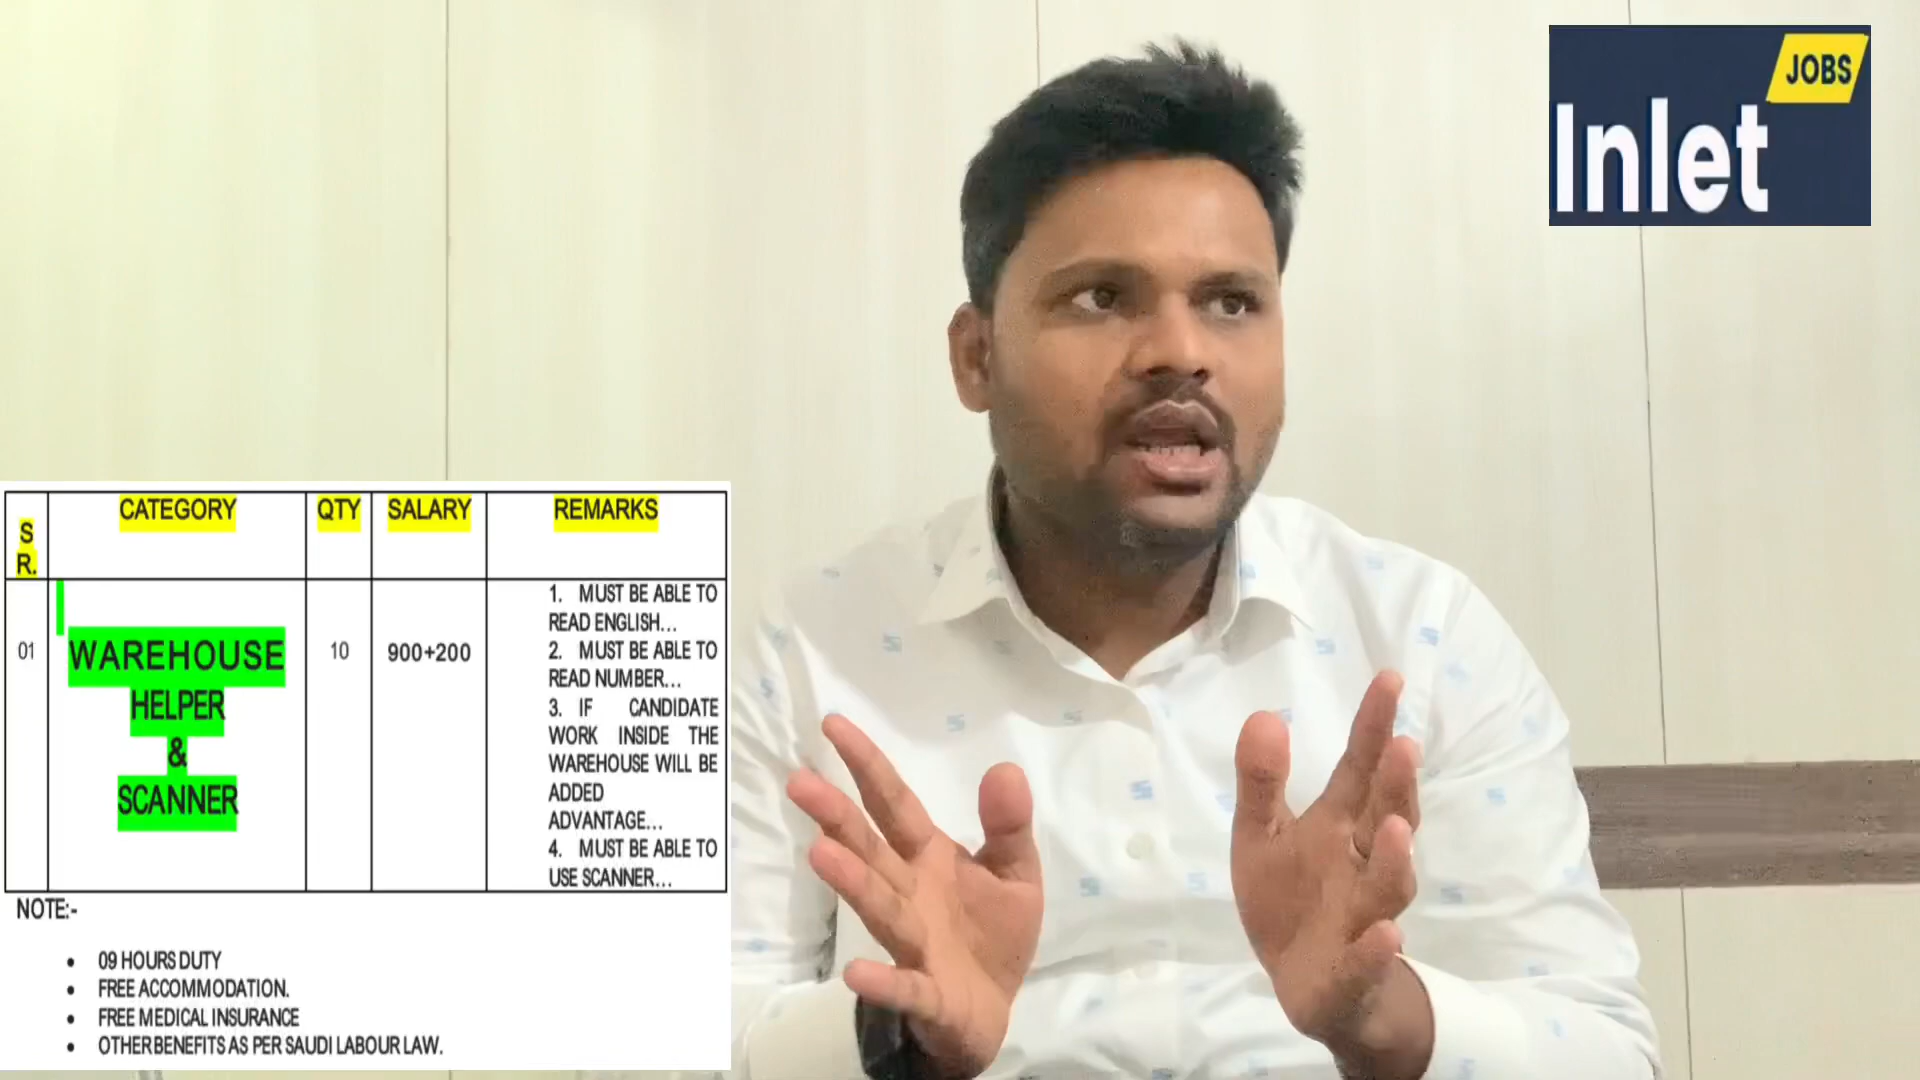 JOBS
Inlet
CATEGORY
QTY
SALARY
REMARKS
S
R.
01
WAREHOUSE
HELPER
&
SCANNER
10
900+200
1. MUST BE ABLE TO
READ ENGLISH...
2. MUST BE ABLE TO
READ NUMBER...
3. IF CANDIDATE
WORK INSIDE THE
WAREHOUSE WILL BE
ADDED
ADVANTAGE...
4. MUST BE ABLE TO
USE SCANNER...
NOTE:-
• 09 HOURS DUTY
• FREE ACCOMMODATION.
• FREE MEDICAL INSURANCE
• OTHER BENEFITS AS PER SAUDI LABOUR LAW.